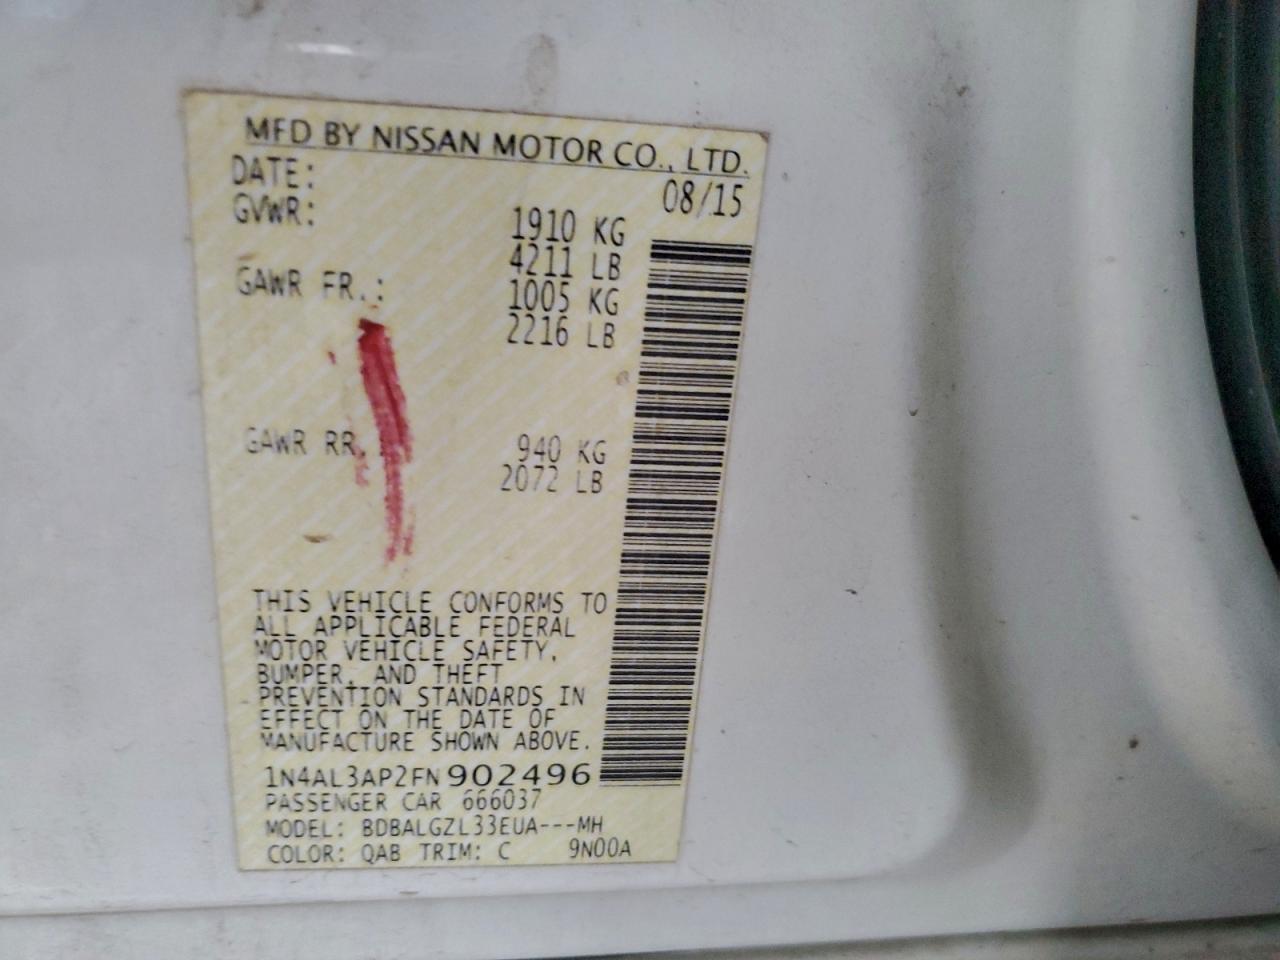 MFD BY NISSAN MOTOR CO., LTD.
DATE: 08/15
GVWR: 1910 KG
4211 LB
GAWR FR.: 1005 KG
2216 LB
GAWR RR. 940 KG
2072 LB
THIS VEHICLE CONFORMS TO
ALL APPLICABLE FEDERAL
MOTOR VEHICLE SAFETY,
BUMPER, AND THEFT
PREVENTION STANDARDS IN
EFFECT ON THE DATE OF
MANUFACTURE SHOWN ABOVE.
1N4AL3AP2FN902496
PASSENGER CAR 666037
MODEL: BDBALGZL33EUA---MH
COLOR: QAB TRIM: C 9N00A